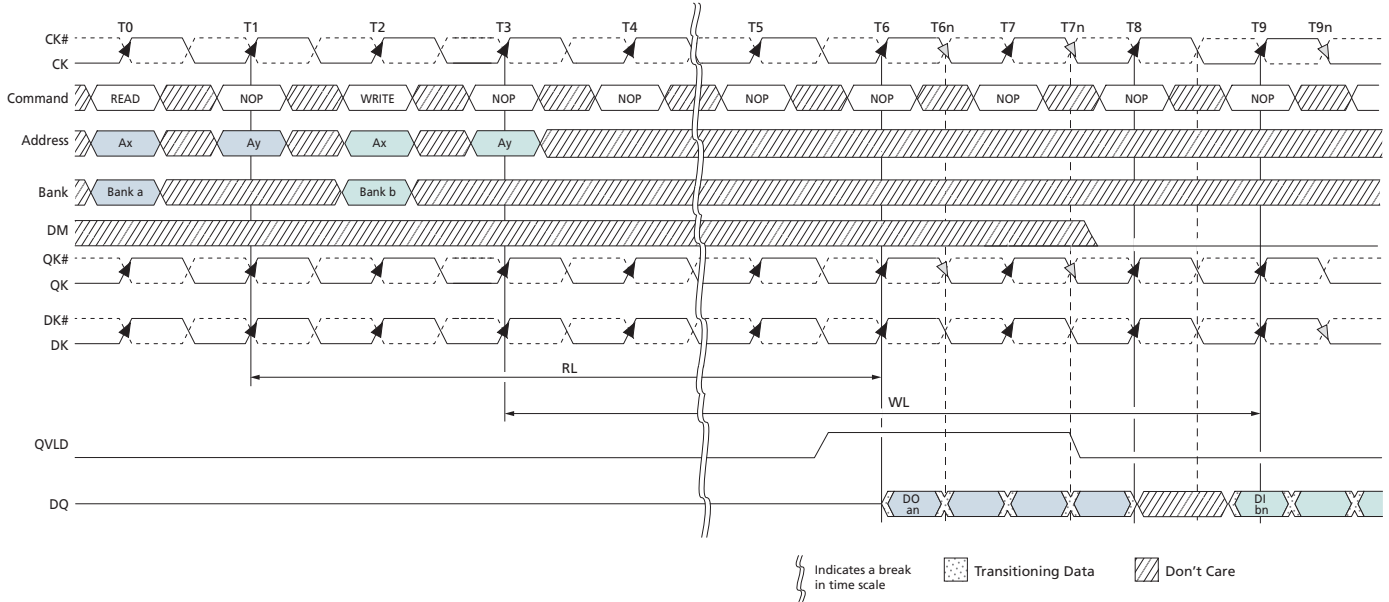 T0 T1 T2 T3 T4 T5 T6 T6n T7 T7n T8 T9 T9n
CK#
CK
Command READ NOP WRITE NOP NOP NOP NOP NOP NOP NOP
Address Ax Ay Ax Ay
Bank Bank a Bank b
DM
QK#
QK
DK#
DK
RL
WL
QVLD
DQ DO an DI bn
Indicates a break in time scale
Transitioning Data
Don't Care